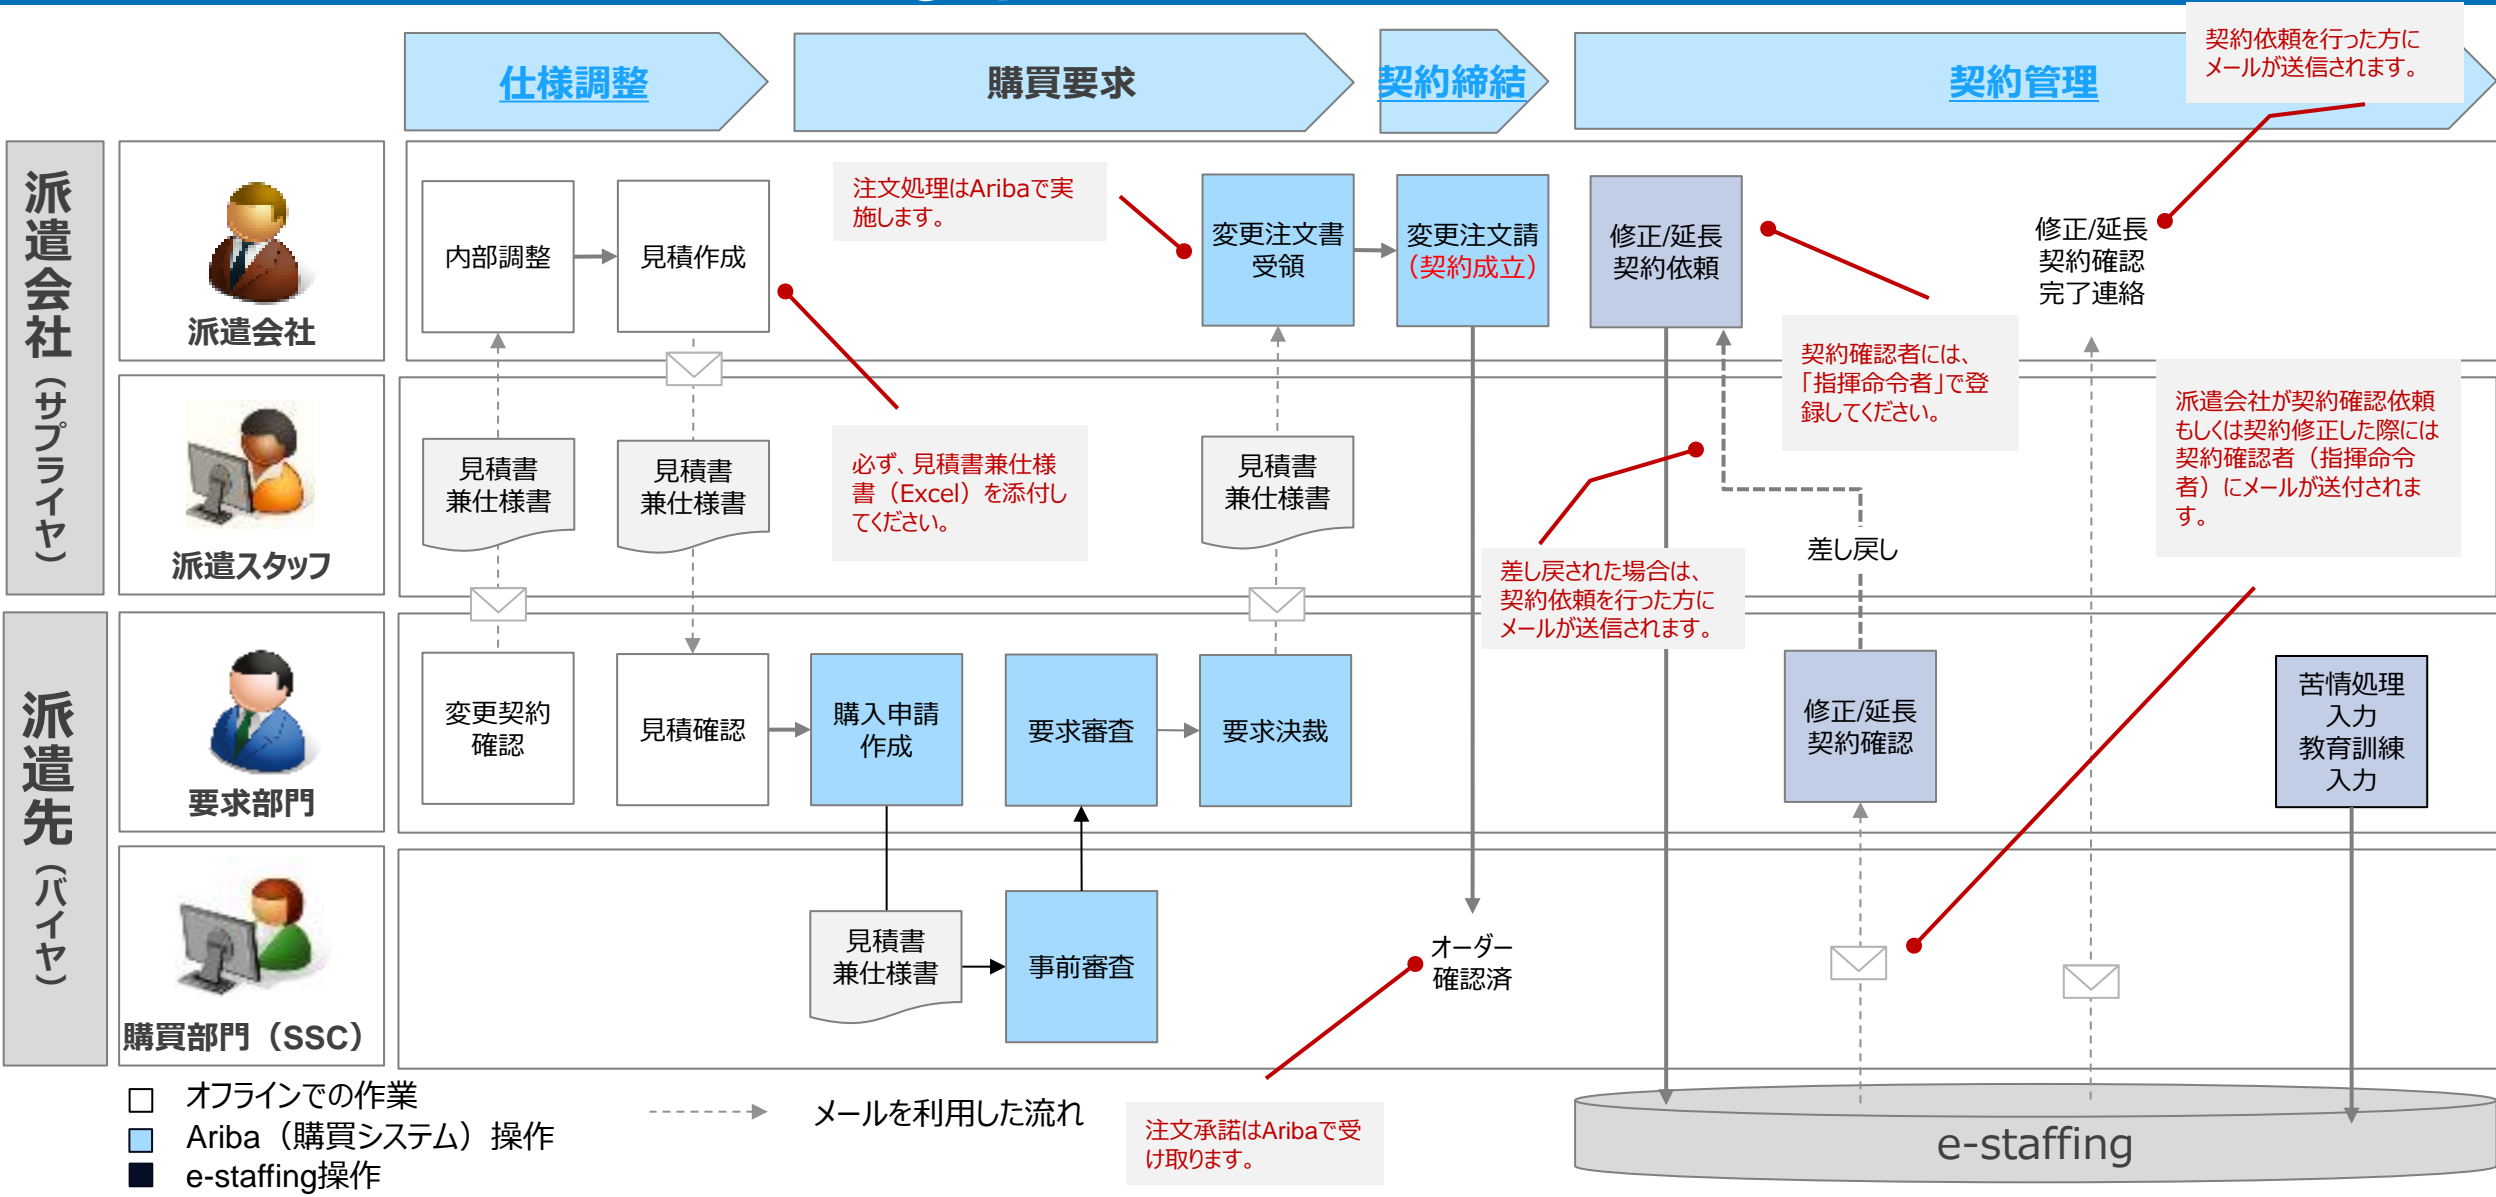 仕様調整
購買要求
契約締結
契約管理
契約依頼を行った方に
メールが送信されます。
派遣会社（サプライヤ）
派遣会社
内部調整
見積作成
注文処理はAribaで実
施します。
変更注文書
受領
変更注文請
（契約成立）
修正/延長
契約依頼
修正/延長
契約確認
完了連絡
契約確認者には、
「指揮命令者」で登
録してください。
派遣スタッフ
見積書
兼仕様書
見積書
兼仕様書
必ず、見積書兼仕様
書（Excel）を添付し
てください。
見積書
兼仕様書
差し戻し
派遣会社が契約確認依頼
もしくは契約修正した際には
契約確認者（指揮命令
者）にメールが送付されま
す。
差し戻された場合は、
契約依頼を行った方に
メールが送信されます。
派遣先（バイヤ）
要求部門
変更契約
確認
見積確認
購入申請
作成
要求審査
要求決裁
修正/延長
契約確認
苦情処理
入力
教育訓練
入力
購買部門（SSC）
見積書
兼仕様書
事前審査
オーダー
確認済
オフラインでの作業
Ariba（購買システム）操作
e-staffing操作
メールを利用した流れ
注文承諾はAribaで受
け取ります。
e-staffing